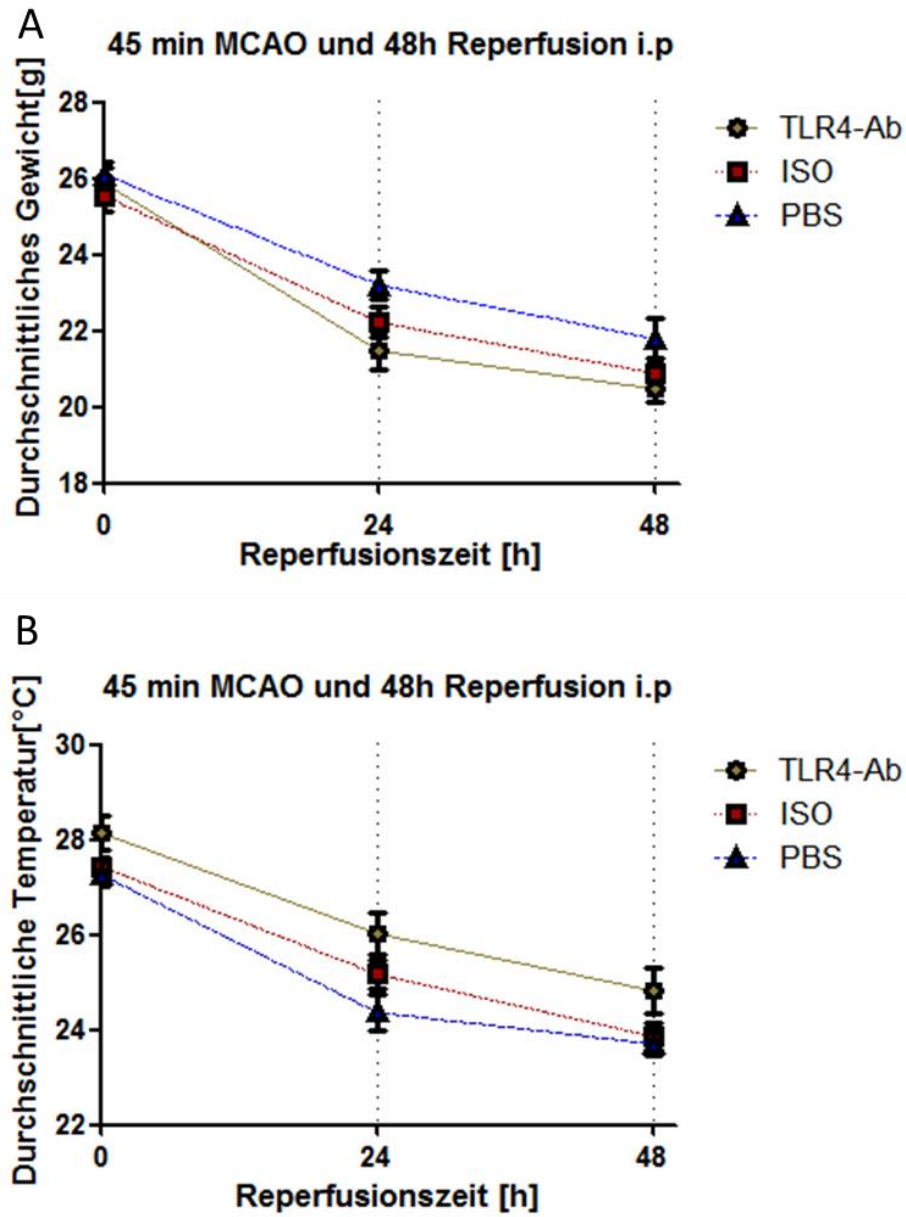 A
45 min MCAO und 48h Reperfusion i.p
Durchschnittliches Gewicht[g]
28
26
24
22
20
18
0
24
48
Reperfusionszeit [h]
TLR4-Ab
ISO
PBS
B
45 min MCAO und 48h Reperfusion i.p
Durchschnittliche Temperatur[°C]
30
28
26
24
22
0
24
48
Reperfusionszeit [h]
TLR4-Ab
ISO
PBS